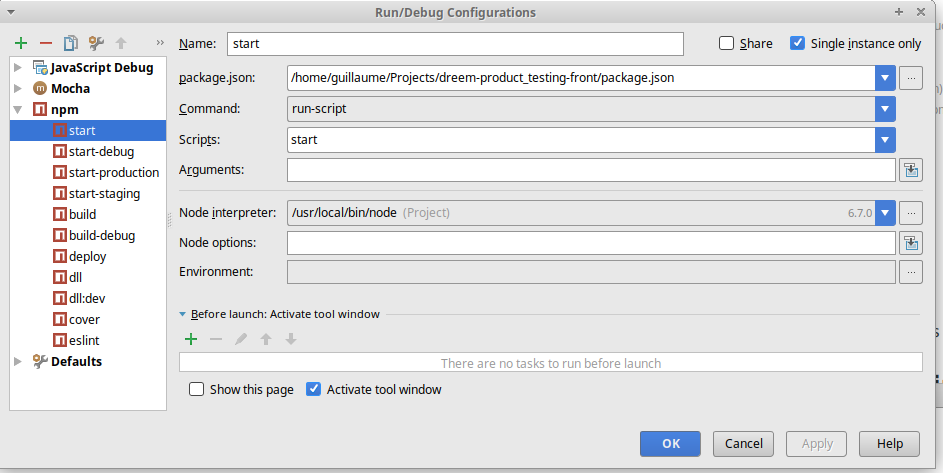 Run/Debug Configurations
Name: start Share Single instance only
JavaScript Debug
Mocha
npm
start
start-debug
start-production
start-staging
build
build-debug
deploy
dll
dll:dev
cover
eslint
Defaults
package.json: /home/guillaume/Projects/dreem-product_testing-front/package.json ...
Command: run-script
Scripts: start
Arguments:
Node interpreter: /usr/local/bin/node (Project) 6.7.0 ...
Node options:
Environment: ...
Before launch: Activate tool window
There are no tasks to run before launch
Show this page Activate tool window
OK Cancel Apply Help